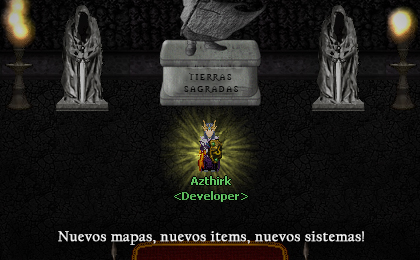 TIERRAS
SAGRADAS
Azthirk
<Developer>
Nuevos mapas, nuevos items, nuevos sistemas!